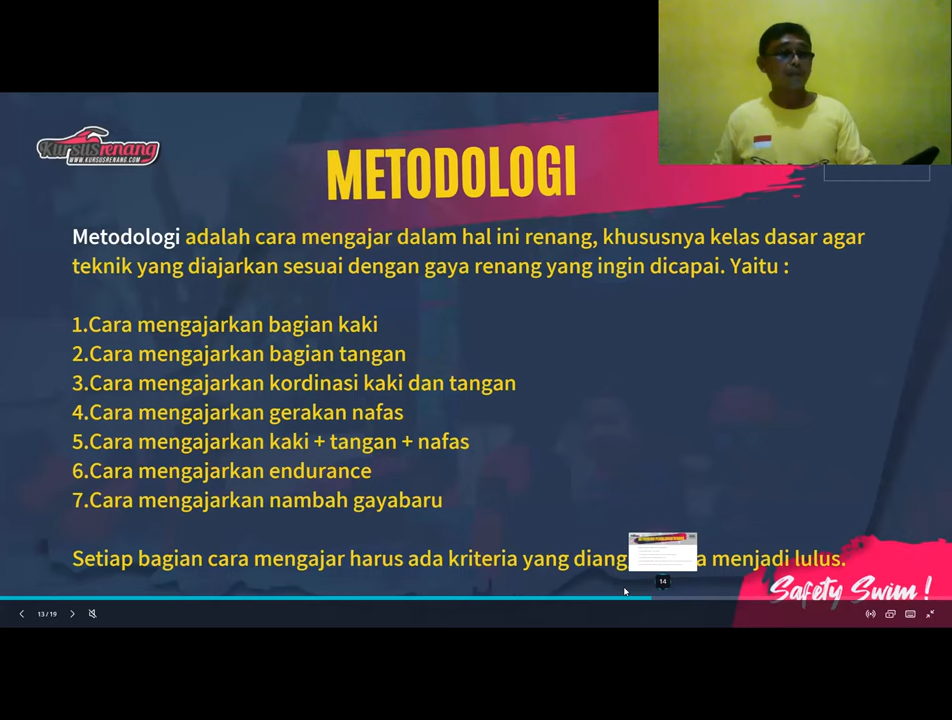 Kursusrenang
WWW.KURSUSRENANG.COM
METODOLOGI
Metodologi adalah cara mengajar dalam hal ini renang, khususnya kelas dasar agar
teknik yang diajarkan sesuai dengan gaya renang yang ingin dicapai. Yaitu :
1.Cara mengajarkan bagian kaki
2.Cara mengajarkan bagian tangan
3.Cara mengajarkan kordinasi kaki dan tangan
4.Cara mengajarkan gerakan nafas
5.Cara mengajarkan kaki + tangan + nafas
6.Cara mengajarkan endurance
7.Cara mengajarkan nambah gayabaru
Setiap bagian cara mengajar harus ada kriteria yang diang a menjadi lulus.
14
Safety Swim !
13/19